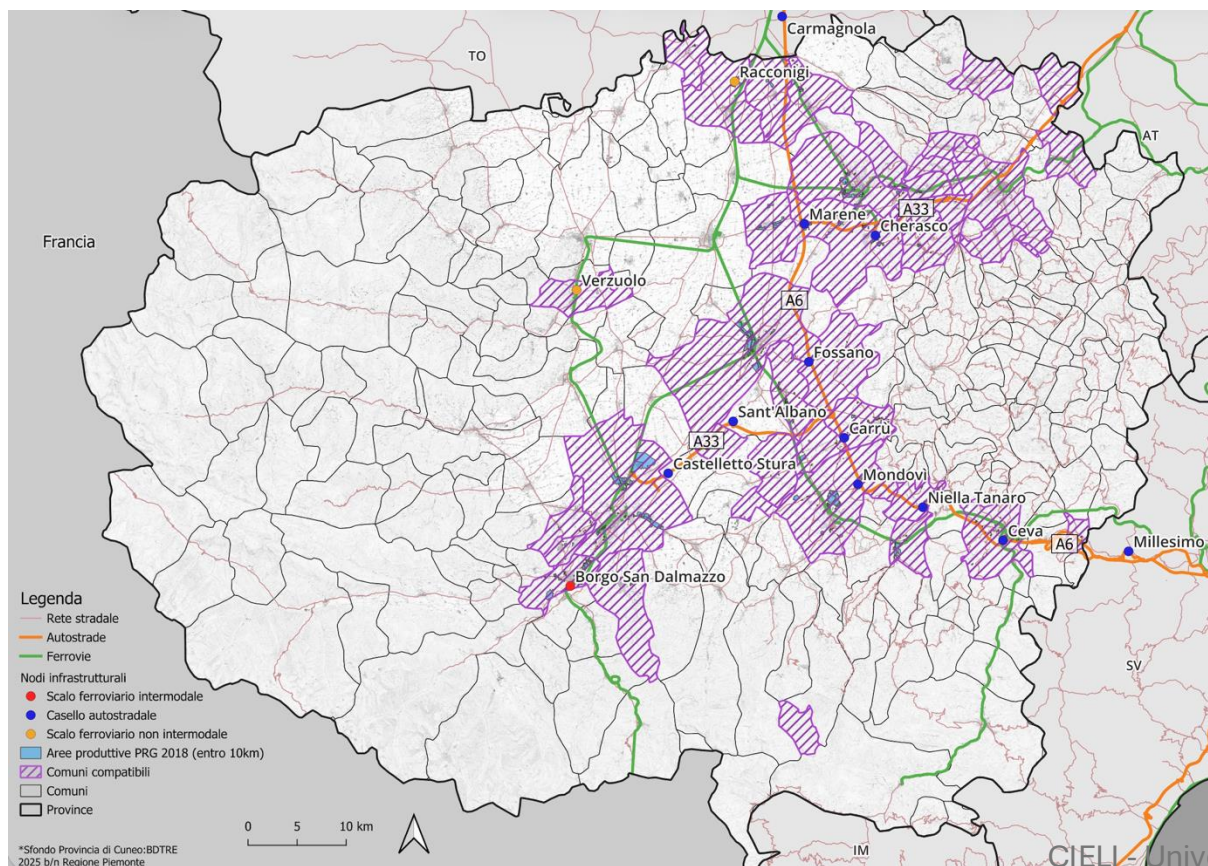 Carmagnola
TO
Racconigi
AT
A33
Marene
Cherasco
Francia
Verzuolo
A6
Fossano
Sant'Albano
Carrù
A33
Castelletto Stura
Mondovì
Niella Tanaro
Ceva
A6
Millesimo
Borgo San Dalmazzo
SV
IM
Legenda
Rete stradale
Autostrade
Ferrovie
Nodi infrastrutturali
Scalo ferroviario intermodale
Casello autostradale
Scalo ferroviario non intermodale
Aree produttive PRG 2018 (entro 10km)
Comuni compatibili
Comuni
Province
0 5 10 km
*Sfondo Provincia di Cuneo:BDTRE
2025 b/n Regione Piemonte
CIELI - Univ